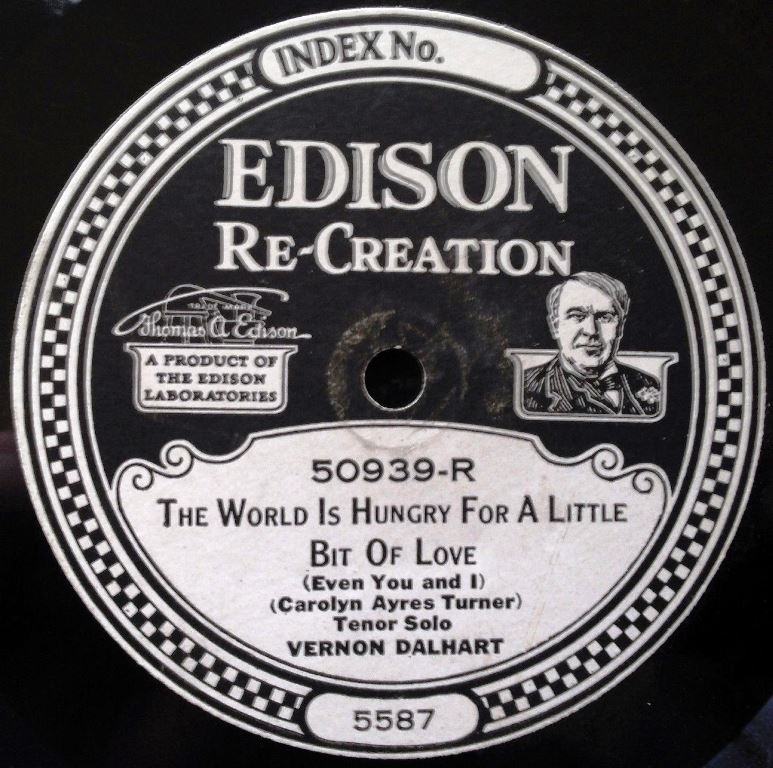 INDEX No.
EDISON
RE-CREATION
TRADE MARK
Thomas A Edison
A PRODUCT OF
THE EDISON
LABORATORIES
50939-R
THE WORLD IS HUNGRY FOR A LITTLE
BIT OF LOVE
(Even You and I)
(Carolyn Ayres Turner)
Tenor Solo
VERNON DALHART
5587